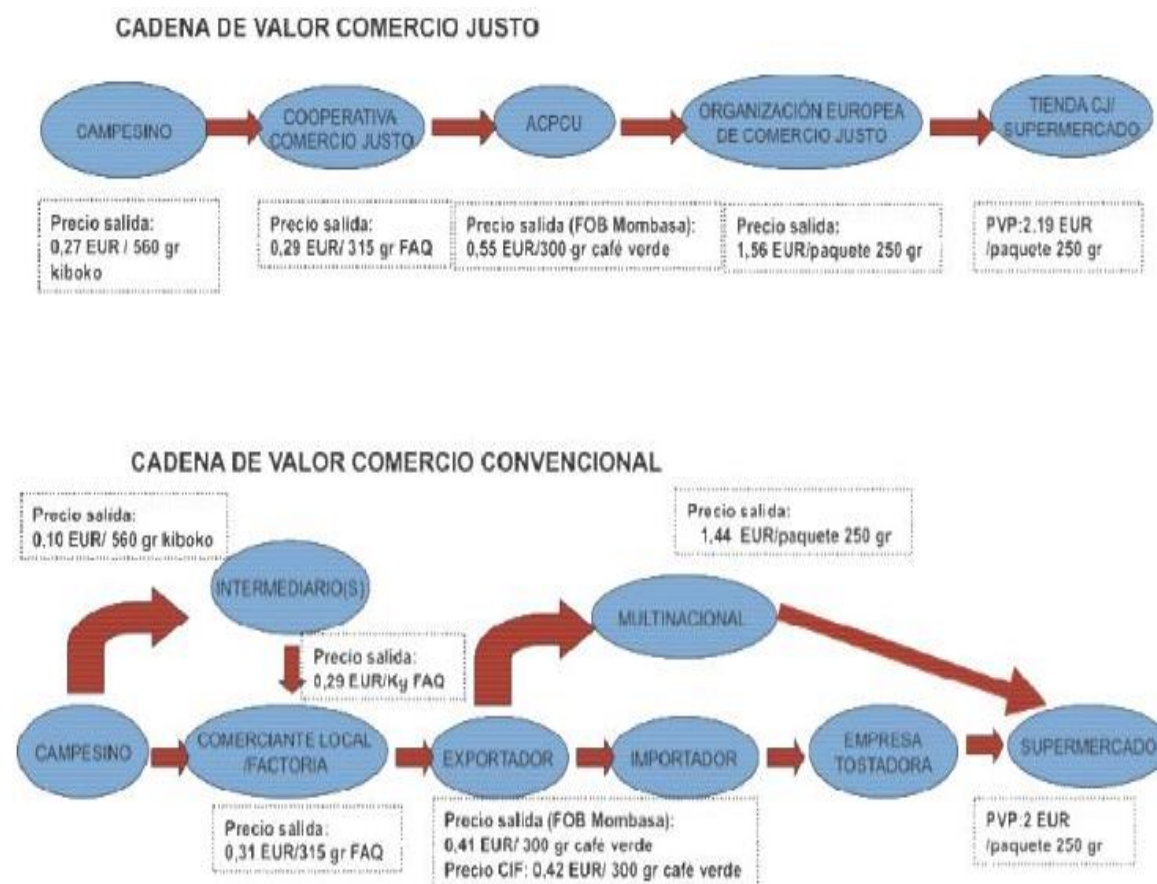 CADENA DE VALOR COMERCIO JUSTO
CAMPESINO
COOPERATIVA
COMERCIO JUSTO
ACPCU
ORGANIZACIÓN EUROPEA
DE COMERCIO JUSTO
TIENDA CJ/
SUPERMERCADO
Precio salida:
0,27 EUR / 560 gr
kiboko
Precio salida:
0,29 EUR/ 315 gr FAQ
Precio salida (FOB Mombasa):
0,55 EUR/300 gr café verde
Precio salida:
1,56 EUR/paquete 250 gr
PVP:2.19 EUR
/paquete 250 gr
CADENA DE VALOR COMERCIO CONVENCIONAL
Precio salida:
0,10 EUR/ 560 gr kiboko
INTERMEDIARIO(S)
Precio salida:
0,29 EUR/Ky FAQ
Precio salida:
1,44 EUR/paquete 250 gr
MULTINACIONAL
CAMPESINO
COMERCIANTE LOCAL
/FACTORIA
EXPORTADOR
IMPORTADOR
EMPRESA
TOSTADORA
SUPERMERCADO
Precio salida:
0,31 EUR/315 gr FAQ
Precio salida (FOB Mombasa):
0,41 EUR/ 300 gr café verde
Precio CIF: 0,42 EUR/ 300 gr café verde
PVP:2 EUR
/paquete 250 gr